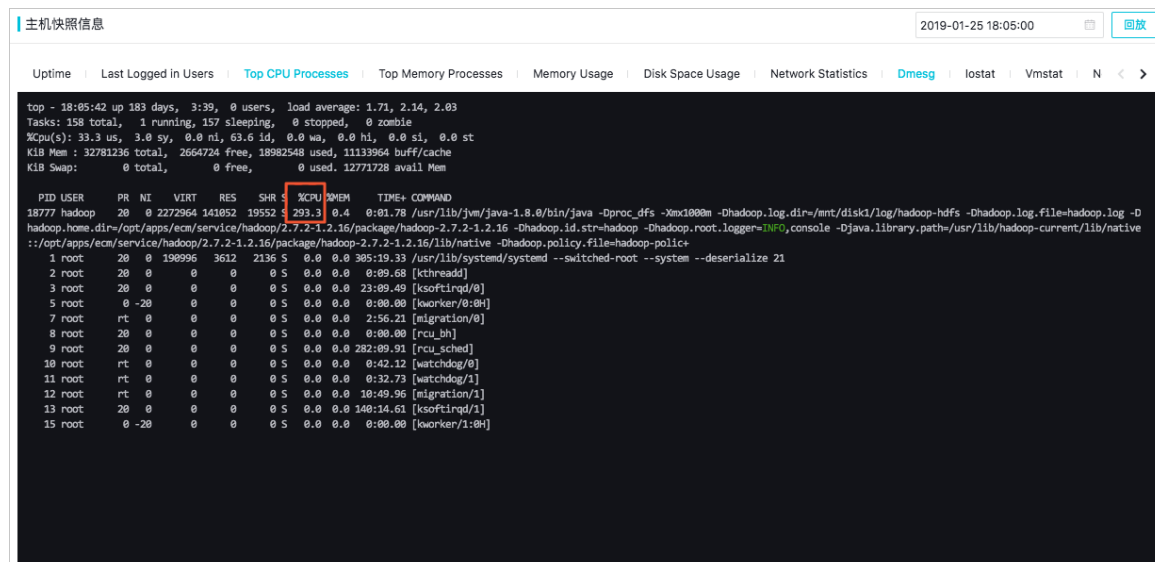 主机快照信息
2019-01-25 18:05:00 回放
Uptime Last Logged in Users Top CPU Processes Top Memory Processes Memory Usage Disk Space Usage Network Statistics Dmesg Iostat Vmstat N
top - 18:05:42 up 183 days, 3:39, 0 users, load average: 1.71, 2.14, 2.03
Tasks: 158 total, 1 running, 157 sleeping, 0 stopped, 0 zombie
%Cpu(s): 33.3 us, 3.0 sy, 0.0 ni, 63.6 id, 0.0 wa, 0.0 hi, 0.0 si, 0.0 st
KiB Mem : 32781236 total, 2664724 free, 18982548 used, 11133964 buff/cache
KiB Swap: 0 total, 0 free, 0 used. 12771728 avail Mem
PID USER PR NI VIRT RES SHR S %CPU %MEM TIME+ COMMAND
18777 hadoop 20 0 2272964 141052 19552 S 293.3 0.4 0:01.78 /usr/lib/jvm/java-1.8.0/bin/java -Dproc_dfs -Xmx1000m -Dhadoop.log.dir=/mnt/disk1/log/hadoop-hdfs -Dhadoop.log.file=hadoop.log -D
hadoop.home.dir=/opt/apps/ecm/service/hadoop/2.7.2-1.2.16/package/hadoop-2.7.2-1.2.16 -Dhadoop.id.str=hadoop -Dhadoop.root.logger=INFO,console -Djava.library.path=/usr/lib/hadoop-current/lib/native
::/opt/apps/ecm/service/hadoop/2.7.2-1.2.16/package/hadoop-2.7.2-1.2.16/lib/native -Dhadoop.policy.file=hadoop-polic+
1 root 20 0 190996 3612 2136 S 0.0 0.0 305:19.33 /usr/lib/systemd/systemd --switched-root --system --deserialize 21
2 root 20 0 0 0 0 S 0.0 0.0 0:09.68 [kthreadd]
3 root 20 0 0 0 0 S 0.0 0.0 23:09.49 [ksoftirqd/0]
5 root 0 -20 0 0 0 S 0.0 0.0 0:00.00 [kworker/0:0H]
7 root rt 0 0 0 0 S 0.0 0.0 2:56.21 [migration/0]
8 root 20 0 0 0 0 S 0.0 0.0 0:00.00 [rcu_bh]
9 root 20 0 0 0 0 S 0.0 0.0 282:09.91 [rcu_sched]
10 root rt 0 0 0 0 S 0.0 0.0 0:42.12 [watchdog/0]
11 root rt 0 0 0 0 S 0.0 0.0 0:32.73 [watchdog/1]
12 root rt 0 0 0 0 S 0.0 0.0 10:49.96 [migration/1]
13 root 20 0 0 0 0 S 0.0 0.0 140:14.61 [ksoftirqd/1]
15 root 0 -20 0 0 0 S 0.0 0.0 0:00.00 [kworker/1:0H]